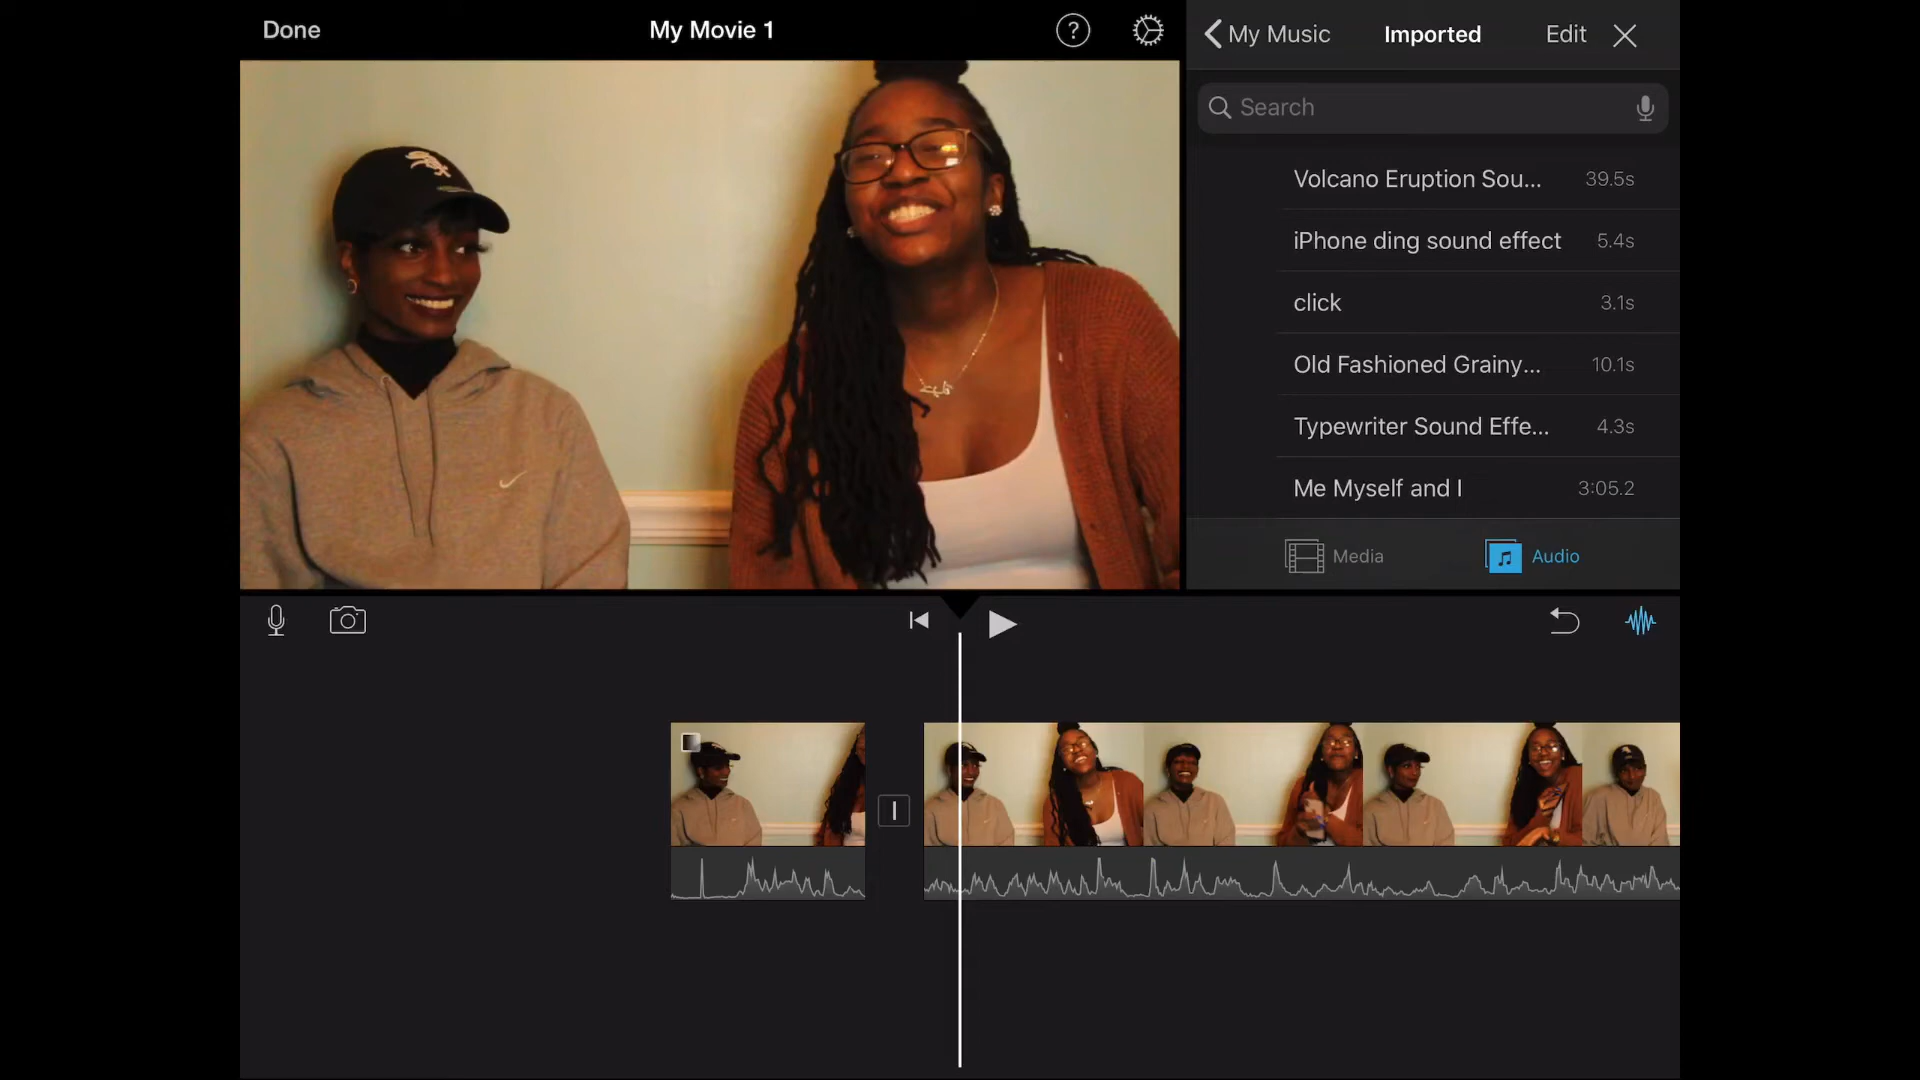 Done
My Movie 1
?
My Music
Imported
Edit
Search
Volcano Eruption Sou... 39.5s
iPhone ding sound effect 5.4s
click 3.1s
Old Fashioned Grainy... 10.1s
Typewriter Sound Effe... 4.3s
Me Myself and I 3:05.2
Media
Audio